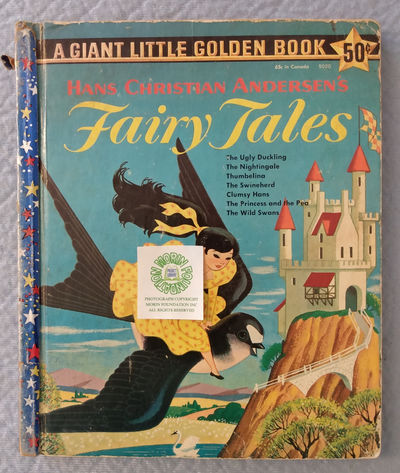 A GIANT LITTLE GOLDEN BOOK 50¢
65c in Canada 5020
HANS CHRISTIAN ANDERSEN'S
Fairy Tales
The Ugly Duckling
The Nightingale
Thumbelina
The Swineherd
Clumsy Hans
The Princess and the Pea
The Wild Swans
MORIN FOUNDATION
PHOTOGRAPH COPYRIGHT
MORIN FOUNDATION INC
ALL RIGHTS RESERVED